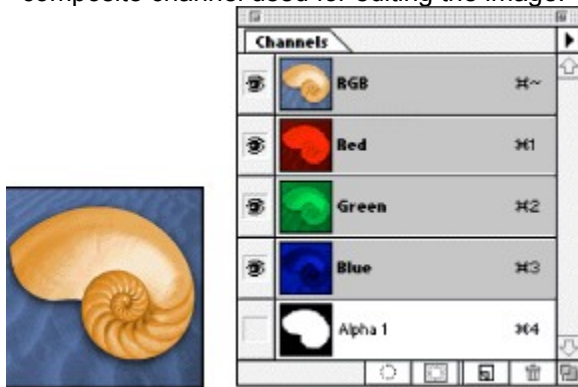 composite channel used for editing the image.
Channels
RGB ⌘~
Red ⌘1
Green ⌘2
Blue ⌘3
Alpha 1 ⌘4